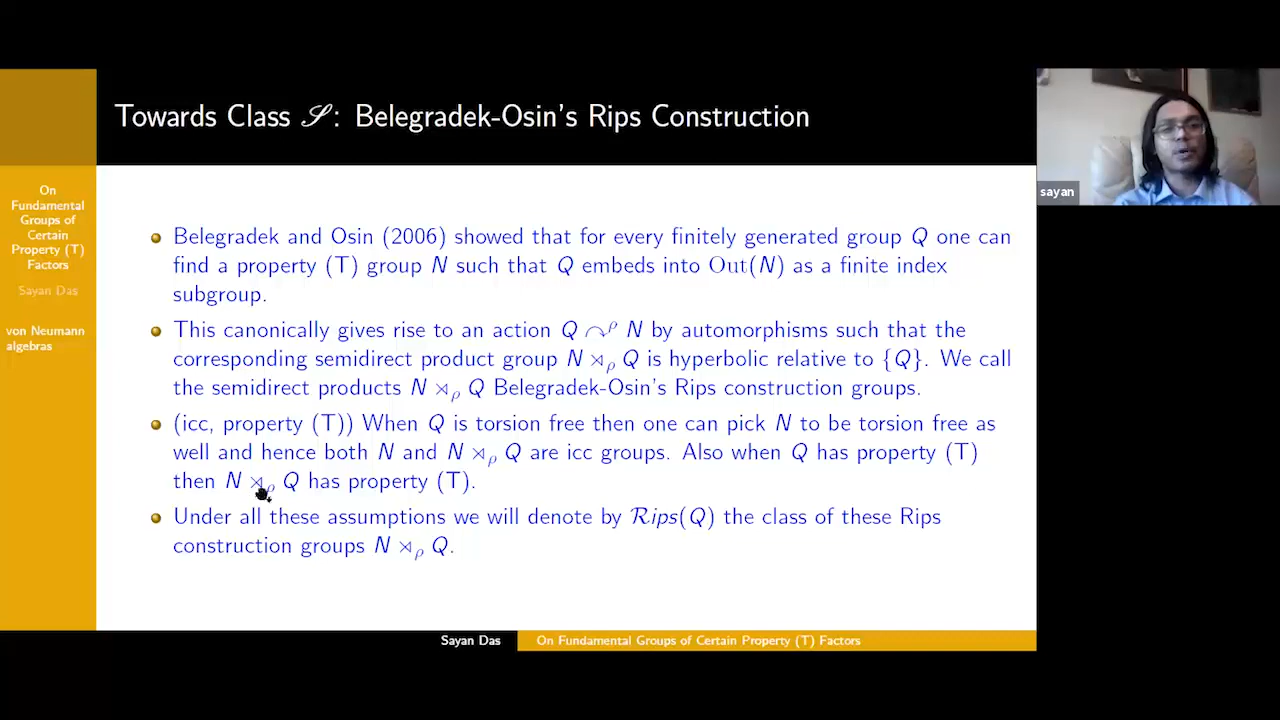 Towards Class 𝒮: Belegradek-Osin's Rips Construction
On
Fundamental
Groups of
Certain
Property (T)
Factors
Sayan Das
von Neumann
algebras
Belegradek and Osin (2006) showed that for every finitely generated group Q one can
find a property (T) group N such that Q embeds into Out(N) as a finite index
subgroup.
This canonically gives rise to an action Q ↷ρ N by automorphisms such that the
corresponding semidirect product group N ⋊ρ Q is hyperbolic relative to {Q}. We call
the semidirect products N ⋊ρ Q Belegradek-Osin's Rips construction groups.
(icc, property (T)) When Q is torsion free then one can pick N to be torsion free as
well and hence both N and N ⋊ρ Q are icc groups. Also when Q has property (T)
then N ⋊ρ Q has property (T).
Under all these assumptions we will denote by ℛips(Q) the class of these Rips
construction groups N ⋊ρ Q.
Sayan Das
On Fundamental Groups of Certain Property (T) Factors
sayan